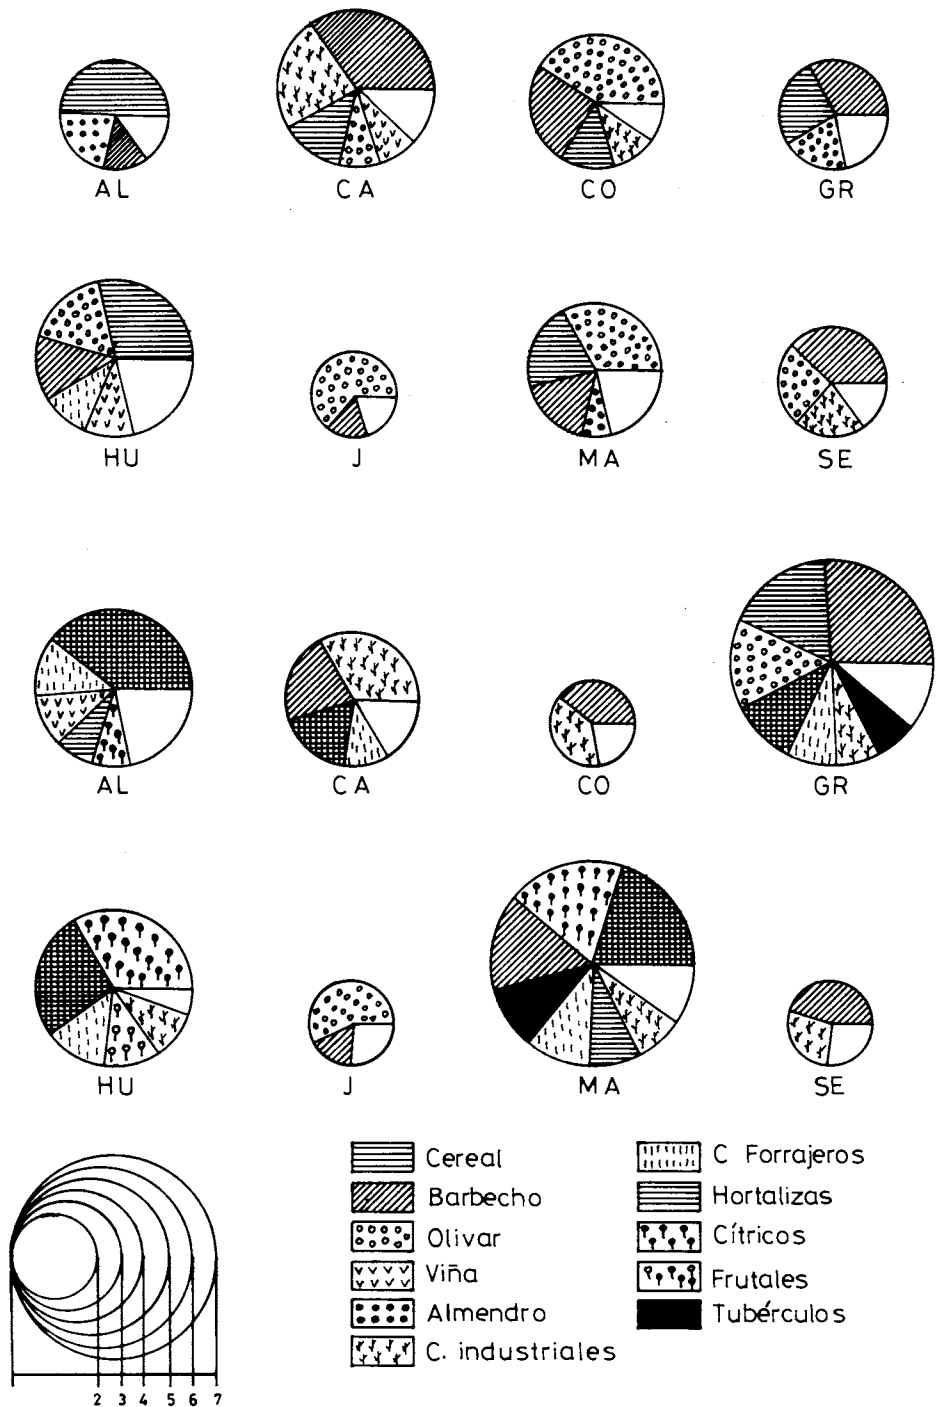 AL CA CO GR
HU J MA SE
AL CA CO GR
HU J MA SE
Cereal
Barbecho
Olivar
Viña
Almendro
C. industriales
C Forrajeros
Hortalizas
Cítricos
Frutales
Tubérculos
2 3 4 5 6 7